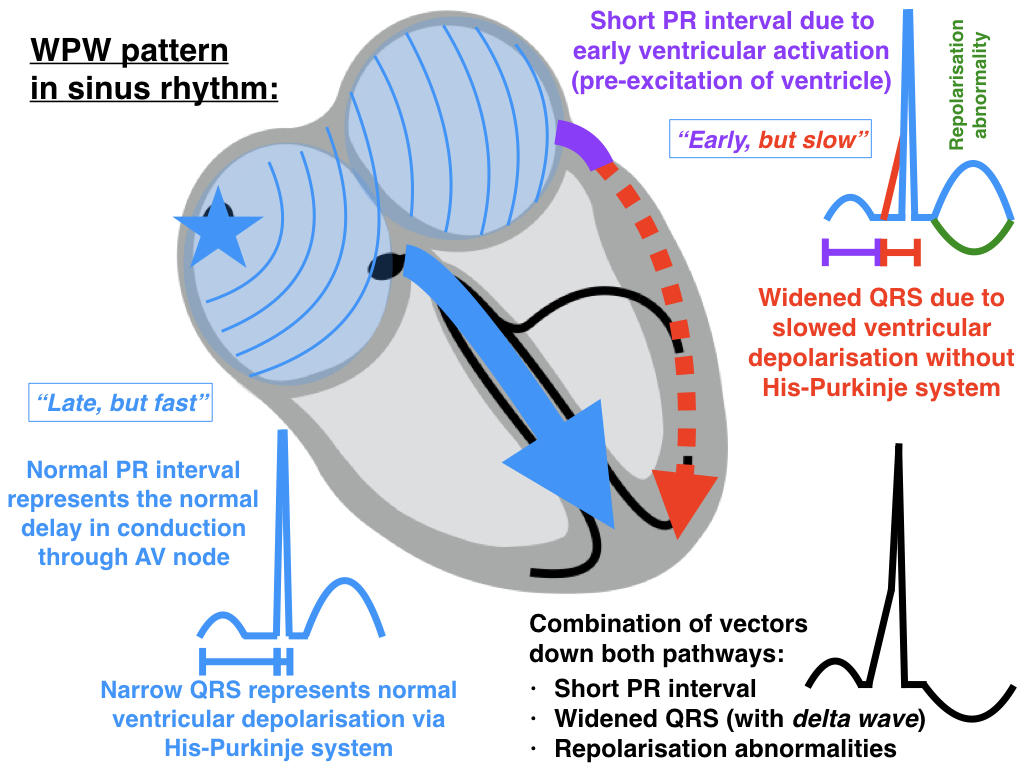 WPW pattern
in sinus rhythm:
Short PR interval due to
early ventricular activation
(pre-excitation of ventricle)
“Early, but slow”
Repolarisation
abnormality
Widened QRS due to
slowed ventricular
depolarisation without
His-Purkinje system
“Late, but fast”
Normal PR interval
represents the normal
delay in conduction
through AV node
Narrow QRS represents normal
ventricular depolarisation via
His-Purkinje system
Combination of vectors
down both pathways:
· Short PR interval
· Widened QRS (with delta wave)
· Repolarisation abnormalities